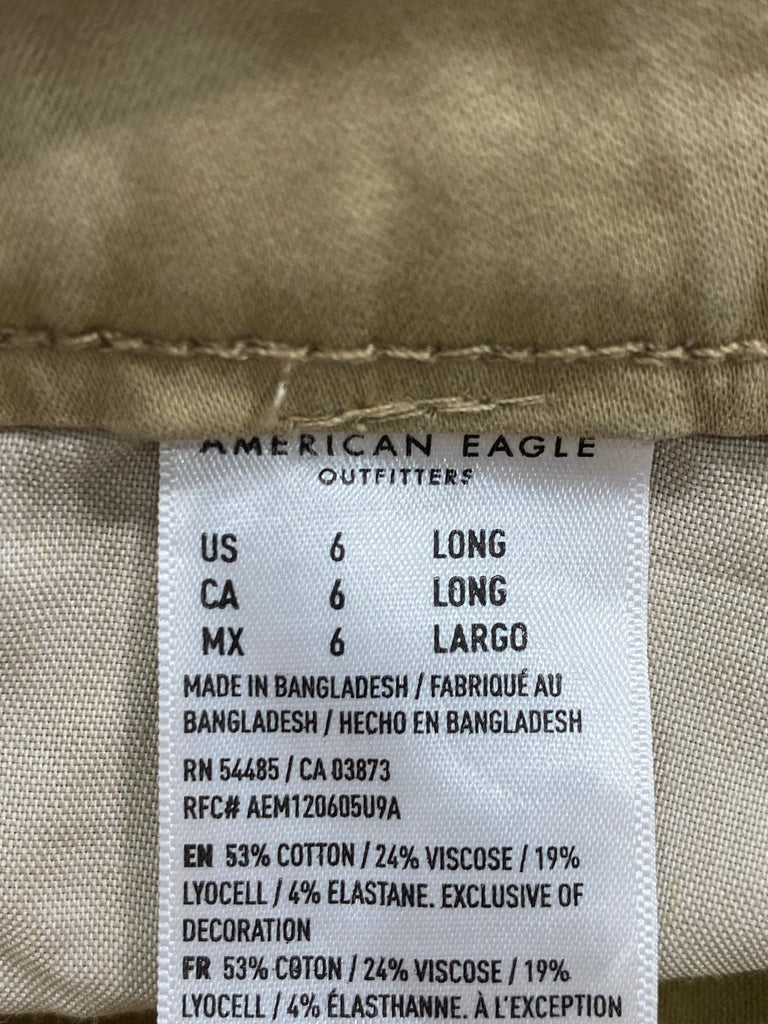 AMERICAN EAGLE
OUTFITTERS
US 6 LONG
CA 6 LONG
MX 6 LARGO
MADE IN BANGLADESH / FABRIQUÉ AU
BANGLADESH / HECHO EN BANGLADESH
RN 54485 / CA 03873
RFC# AEM120605U9A
EN 53% COTTON / 24% VISCOSE / 19%
LYOCELL / 4% ELASTANE. EXCLUSIVE OF
DECORATION
FR 53% COTON / 24% VISCOSE / 19%
LYOCELL / 4% ÉLASTHANNE. À L'EXCEPTION